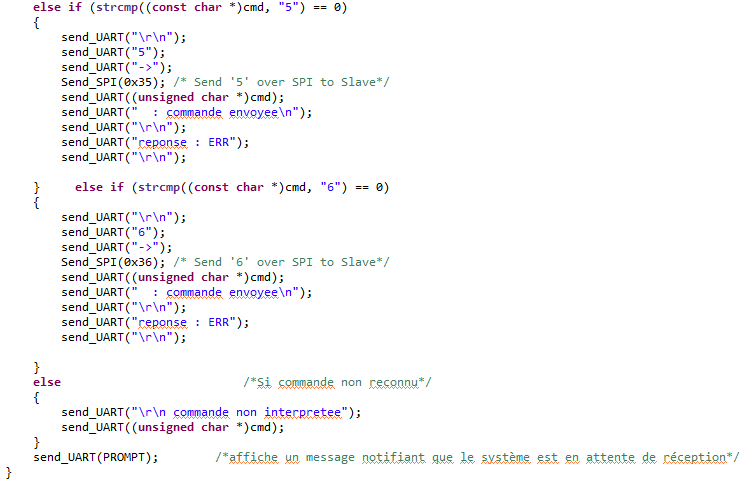 else if (strcmp((const char *)cmd, "5") == 0)
{
send_UART("\r\n");
send_UART("5");
send_UART("->");
Send_SPI(0x35); /* Send '5' over SPI to Slave*/
send_UART((unsigned char *)cmd);
send_UART("  : commande envoyee\n");
send_UART("\r\n");
send_UART("reponse : ERR");
send_UART("\r\n");
}     else if (strcmp((const char *)cmd, "6") == 0)
{
send_UART("\r\n");
send_UART("6");
send_UART("->");
Send_SPI(0x36); /* Send '6' over SPI to Slave*/
send_UART((unsigned char *)cmd);
send_UART("  : commande envoyee\n");
send_UART("\r\n");
send_UART("reponse : ERR");
send_UART("\r\n");
}
else                          /*Si commande non reconnu*/
{
send_UART("\r\n commande non interpretee");
send_UART((unsigned char *)cmd);
}
send_UART(PROMPT);        /*affiche un message notifiant que le système est en attente de réception*/
}